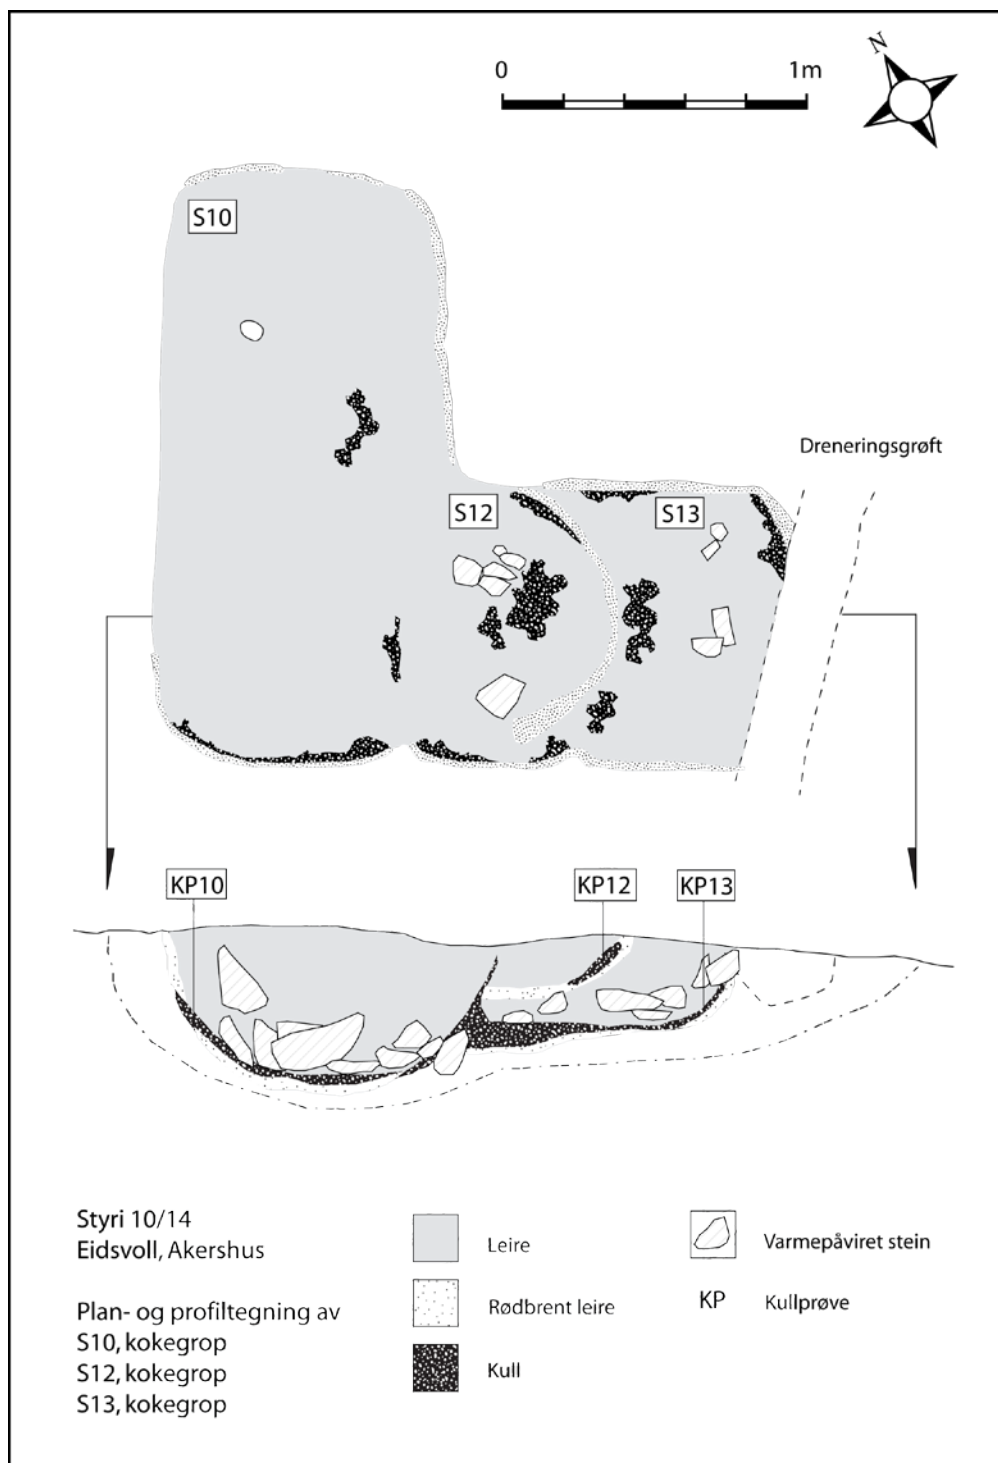 N
0 1m
S10
Dreneringsgrøft
S12 S13
KP10 KP12 KP13
Styri 10/14
Eidsvoll, Akershus
Plan- og profiltegning av
S10, kokegrop
S12, kokegrop
S13, kokegrop
Leire
Rødbrent leire
Kull
Varmepåviret stein
KP Kullprøve